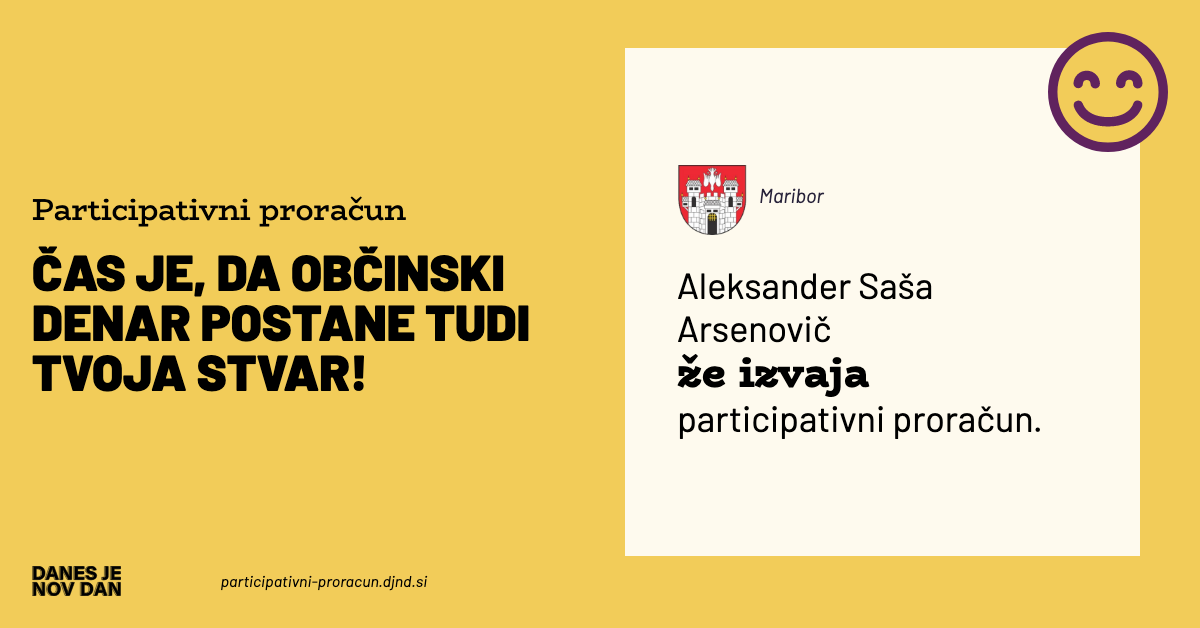 Participativni proračun
ČAS JE, DA OBČINSKI
DENAR POSTANE TUDI
TVOJA STVAR!
DANES JE
NOV DAN
participativni-proracun.djnd.si
Maribor
Aleksander Saša
Arsenovič
že izvaja
participativni proračun.